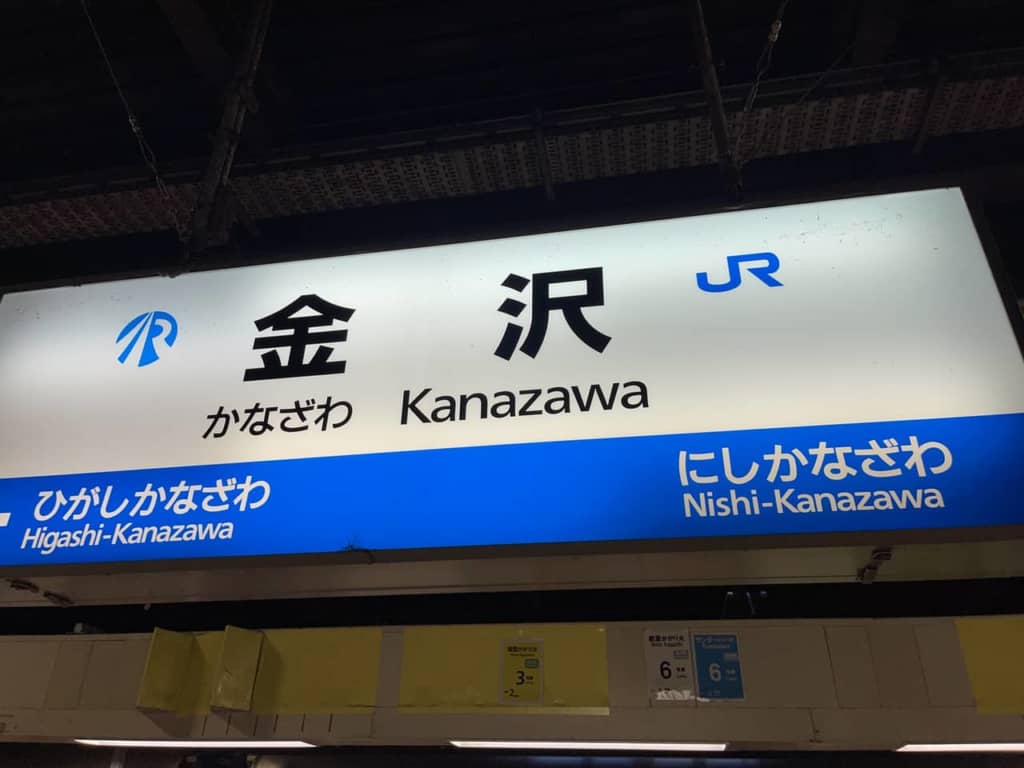 金沢
JR
かなざわ Kanazawa
ひがしかなざわ
Higashi-Kanazawa
にしかなざわ
Nishi-Kanazawa
3
6
6